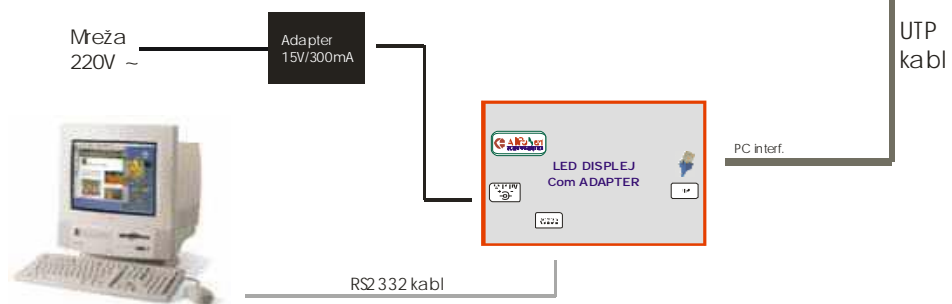 Mreža
220V ~
Adapter
15V/300mA
UTP
kabl
PC interf.
LED DISPLEJ
Com ADAPTER
RS2332 kabl